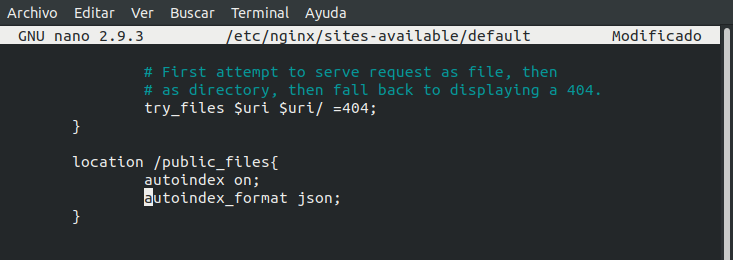 Archivo Editar Ver Buscar Terminal Ayuda
GNU nano 2.9.3 /etc/nginx/sites-available/default Modificado
# First attempt to serve request as file, then
# as directory, then fall back to displaying a 404.
try_files $uri $uri/ =404;
}
location /public_files{
autoindex on;
autoindex_format json;
}